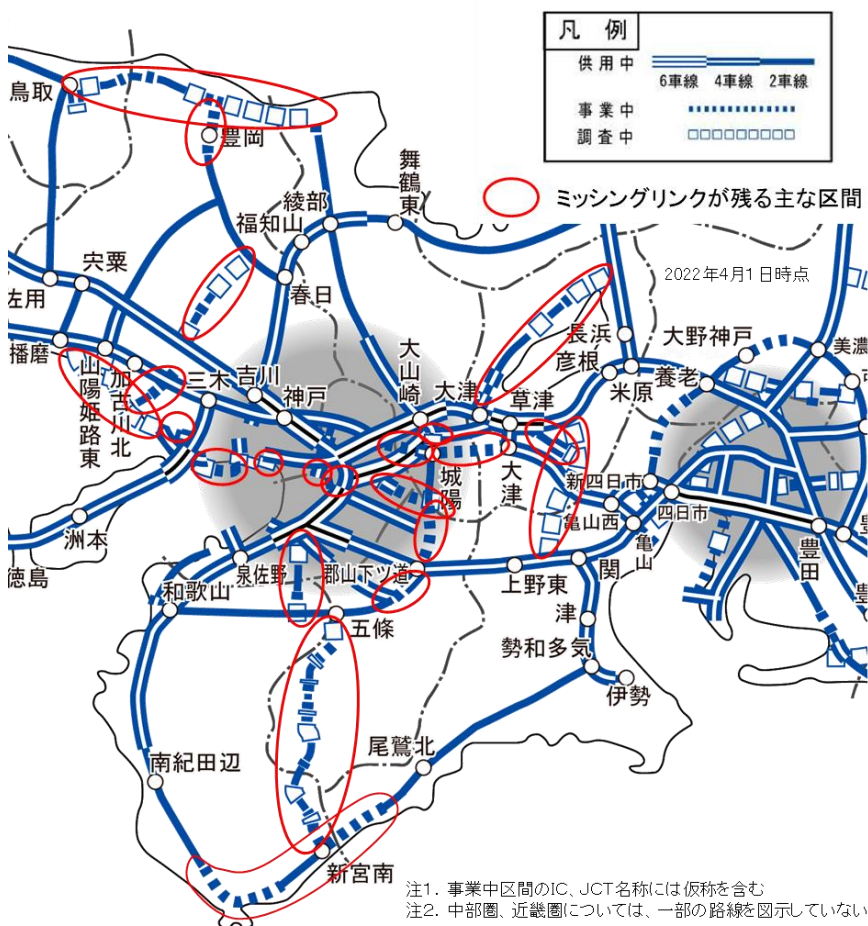 凡例
供用中
6車線 4車線 2車線
事業中
調査中
ミッシングリンクが残る主な区間
2022年4月1日時点
鳥取
豊岡
舞鶴東
綾部
福知山
春日
宍粟
佐用
播磨
山陽姫路東
加古川北
三木
吉川
神戸
大山崎
大津
草津
長浜
彦根
米原
養老
大野神戸
美濃
城陽
大津
新四日市
四日市
亀山西
亀山
豊田
洲本
徳島
泉佐野
郡山下ツ道
上野東
関
和歌山
五條
津
勢和多気
伊勢
尾鷲北
南紀田辺
新宮南
注1. 事業中区間のIC、JCT名称には仮称を含む
注2. 中部圏、近畿圏については、一部の路線を図示していない